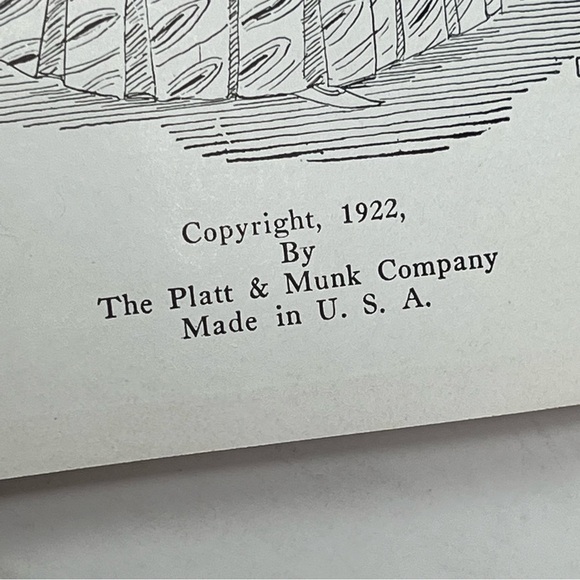 Copyright, 1922,
By
The Platt & Munk Company
Made in U. S. A.